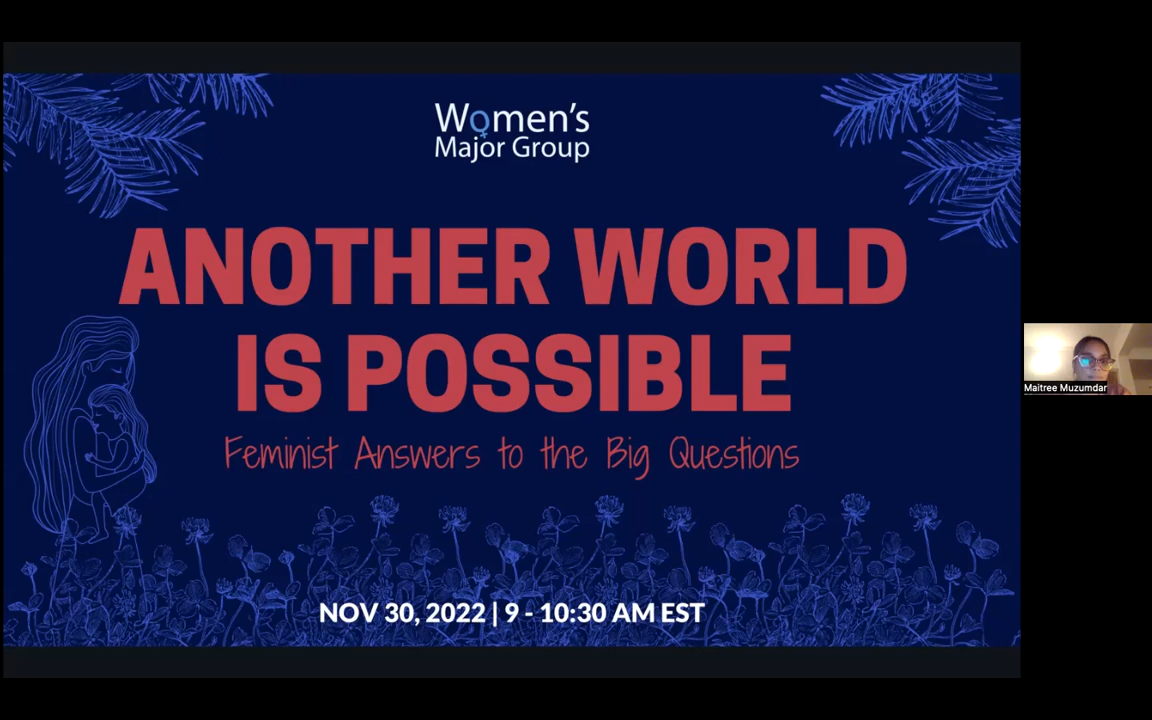 Women's
Major Group
ANOTHER WORLD
IS POSSIBLE
Feminist Answers to the Big Questions
NOV 30, 2022 | 9 - 10:30 AM EST
Maitree Muzumdar